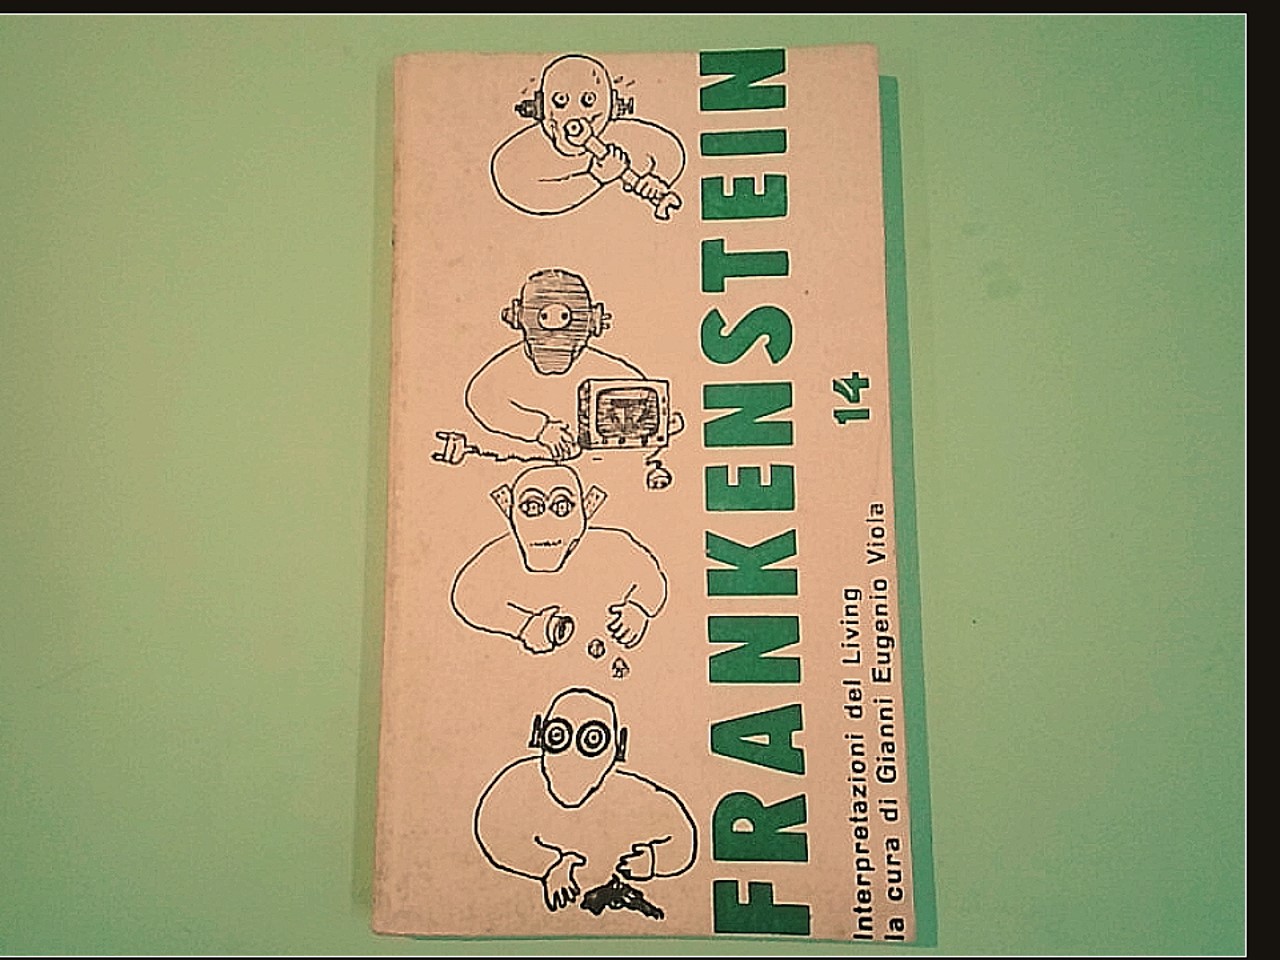 FRANKENSTEIN
14
Interpretazioni del Living
la cura di Gianni Eugenio Viola